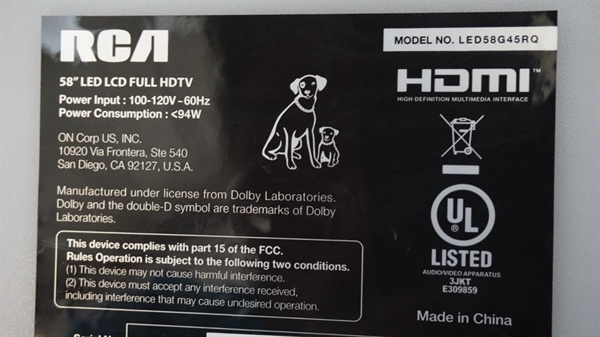 RCA
MODEL NO. LED58G45RQ
58" LED LCD FULL HDTV
Power Input : 100-120V ~ 60Hz
Power Consumption : <94W
HDMI™
HIGH-DEFINITION MULTIMEDIA INTERFACE
ON Corp US, INC.
10920 Via Frontera, Ste 540
San Diego, CA 92127, U.S.A.
Manufactured under license from Dolby Laboratories.
Dolby and the double-D symbol are trademarks of Dolby
Laboratories.
UL
LISTED
AUDIO/VIDEO APPARATUS
3JKT
E309859
This device complies with part 15 of the FCC.
Rules Operation is subject to the following two conditions.
(1) This device may not cause harmful interference.
(2) This device must accept any interference received,
including interference that may cause undesired operation.
Made in China
Serial No